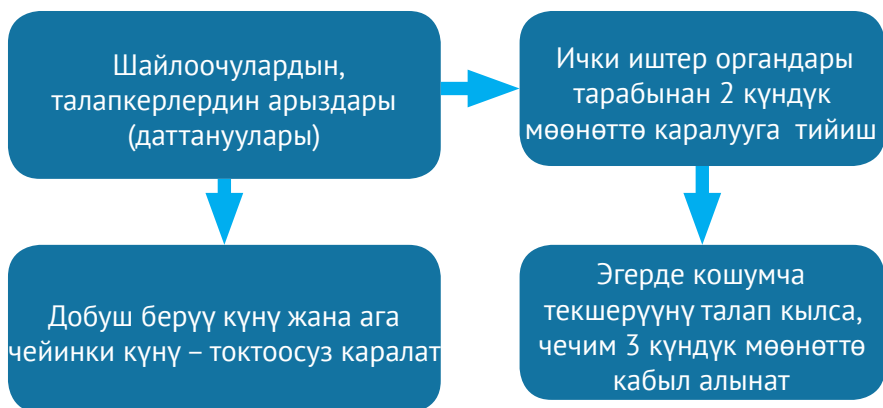 Шайлоочулардын,
талапкерлердин арыздары
(даттануулары)
Ички иштер органдары
тарабынан 2 күндүк
мөөнөттө каралууга тийиш
Добуш берүү күнү жана ага
чейинки күнү – токтоосуз каралат
Эгерде кошумча
текшерүүнү талап кылса,
чечим 3 күндүк мөөнөттө
кабыл алынат